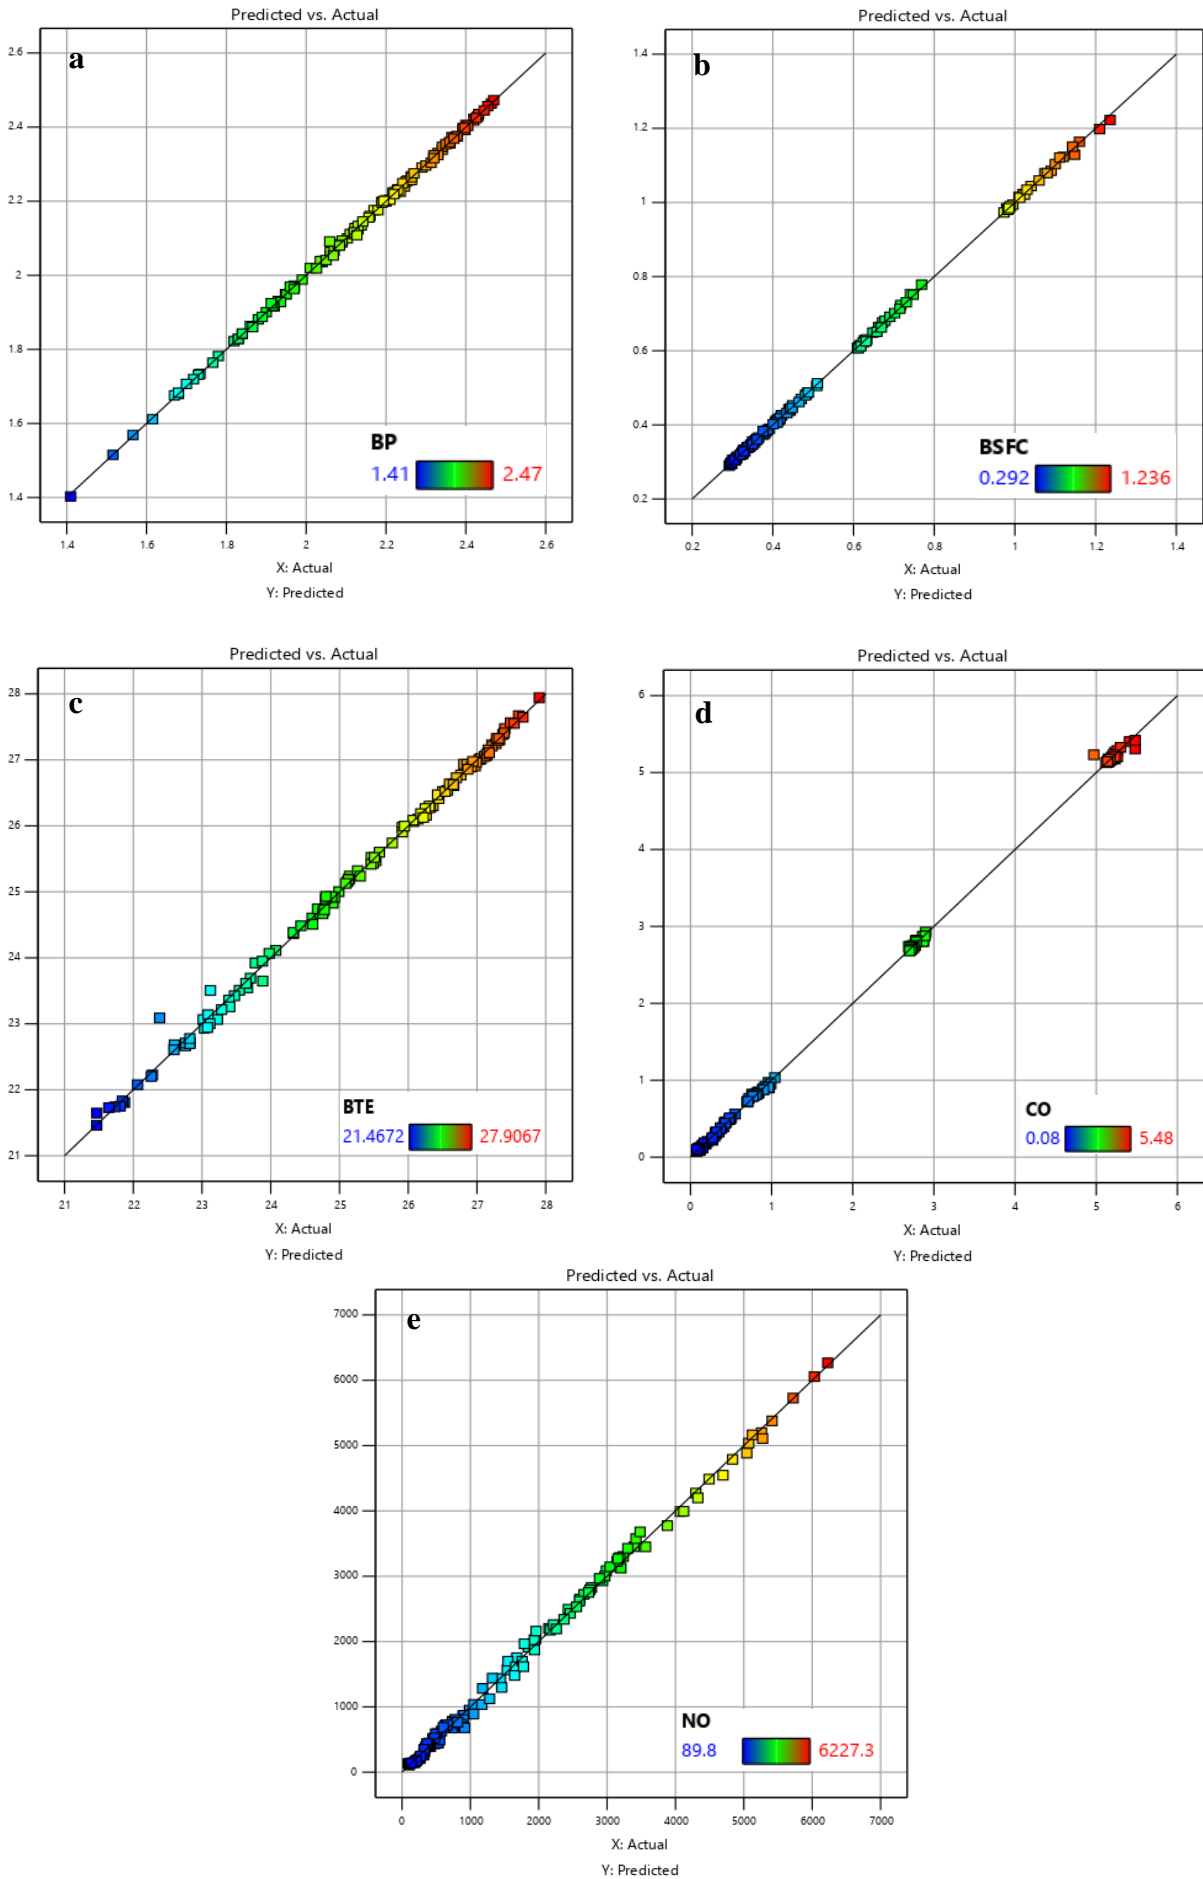 Predicted vs. Actual
a
2.6
2.4
2.2
2
1.8
1.6
1.4
BP
1.41 2.47
1.4 1.6 1.8 2 2.2 2.4 2.6
X: Actual
Y: Predicted
Predicted vs. Actual
b
1.4
1.2
1
0.8
0.6
0.4
0.2
BSFC
0.292 1.236
0.2 0.4 0.6 0.8 1 1.2 1.4
X: Actual
Y: Predicted
Predicted vs. Actual
c
28
27
26
25
24
23
22
21
BTE
21.4672 27.9067
21 22 23 24 25 26 27 28
X: Actual
Y: Predicted
Predicted vs. Actual
d
6
5
4
3
2
1
0
CO
0.08 5.48
0 1 2 3 4 5 6
X: Actual
Y: Predicted
Predicted vs. Actual
e
7000
6000
5000
4000
3000
2000
1000
0
NO
89.8 6227.3
0 1000 2000 3000 4000 5000 6000 7000
X: Actual
Y: Predicted